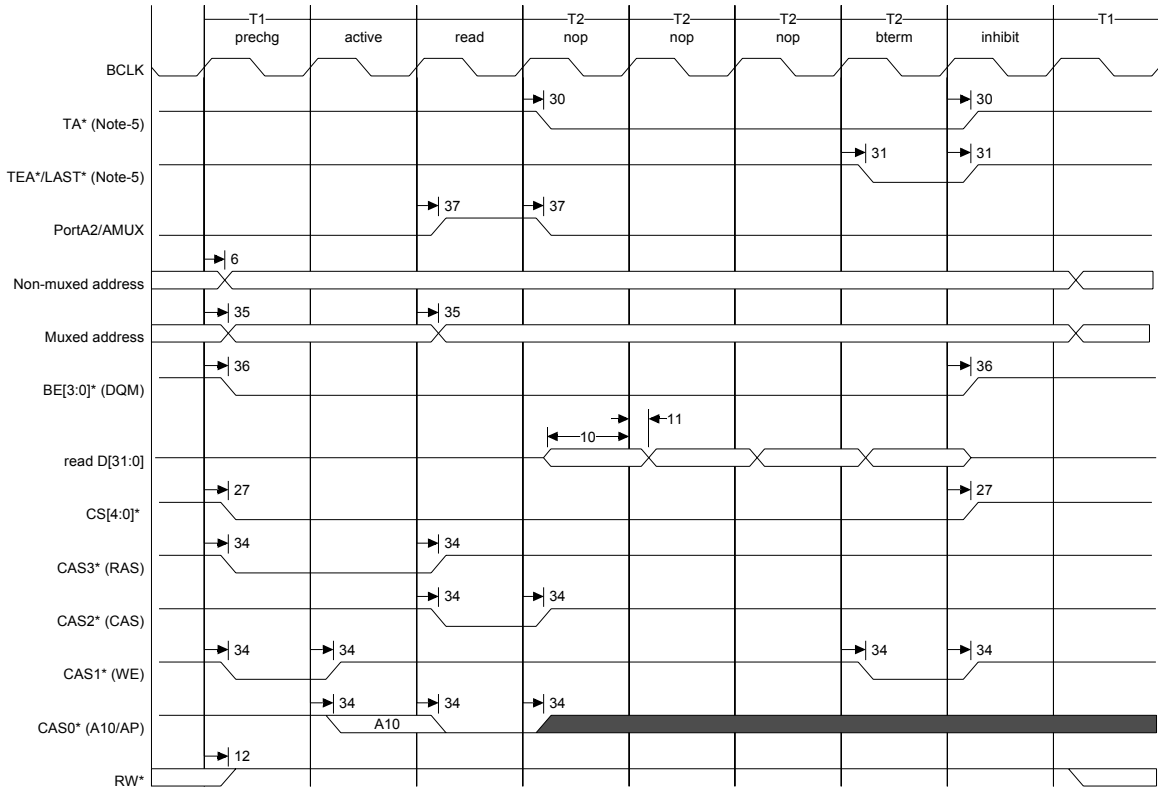 T1 T2 T2 T2 T2 T1
prechg active read nop nop nop bterm inhibit
BCLK
30 30
TA* (Note-5)
31 31
TEA*/LAST* (Note-5)
37 37
PortA2/AMUX
6
Non-muxed address
35 35
Muxed address
36 36
BE[3:0]* (DQM)
11
10
read D[31:0]
27 27
CS[4:0]*
34 34
CAS3* (RAS)
34 34
CAS2* (CAS)
34 34 34 34
CAS1* (WE)
34 34 34
CAS0* (A10/AP) A10
12
RW*